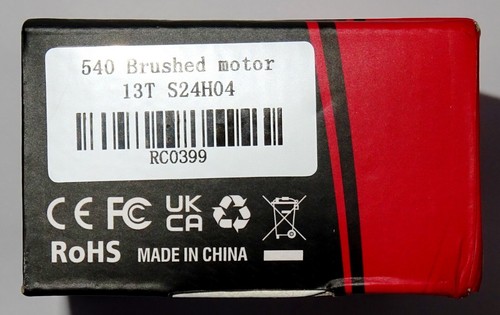 540 Brushed motor
13T S24H04
RC0399
CE FC UK CA
RoHS MADE IN CHINA